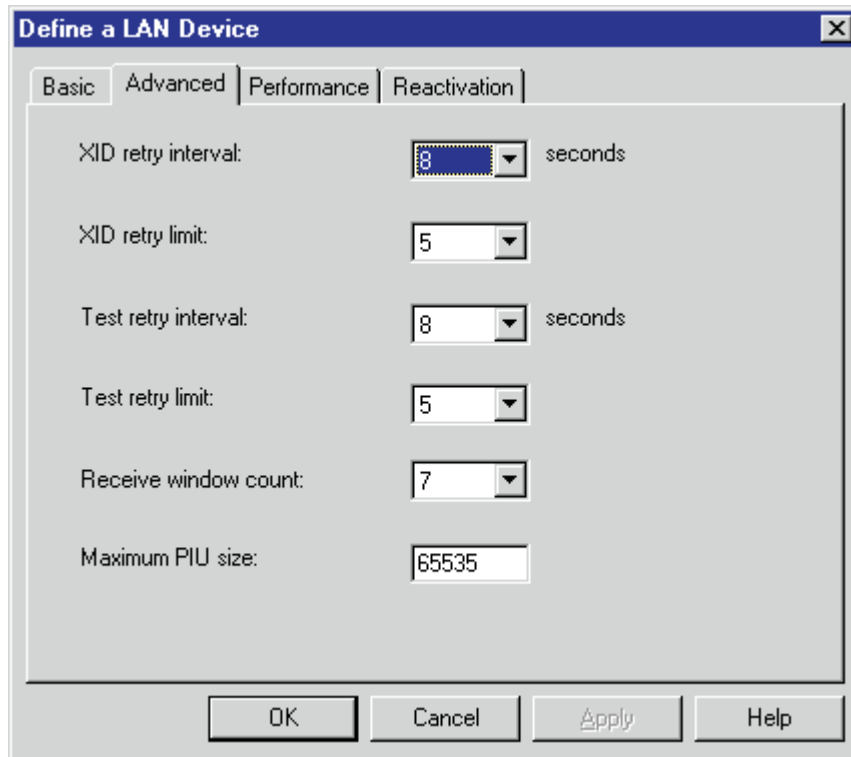 Define a LAN Device
Basic Advanced Performance Reactivation
XID retry interval: 8 seconds
XID retry limit: 5
Test retry interval: 8 seconds
Test retry limit: 5
Receive window count: 7
Maximum PIU size: 65535
OK Cancel Apply Help